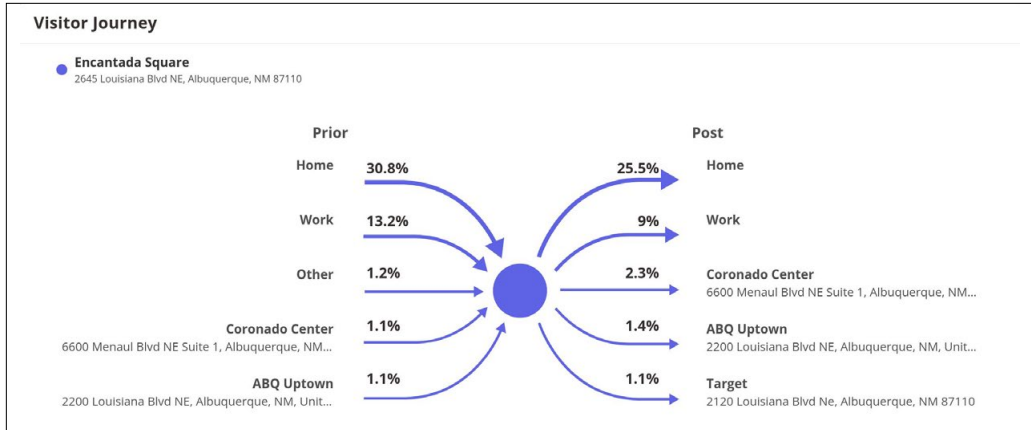 Visitor Journey
Encantada Square
2645 Louisiana Blvd NE, Albuquerque, NM 87110
Prior
Home 30.8%
Work 13.2%
Other 1.2%
Coronado Center 1.1%
6600 Menaul Blvd NE Suite 1, Albuquerque, NM...
ABQ Uptown 1.1%
2200 Louisiana Blvd NE, Albuquerque, NM, Unit...
Post
25.5% Home
9% Work
2.3% Coronado Center
6600 Menaul Blvd NE Suite 1, Albuquerque, NM...
1.4% ABQ Uptown
2200 Louisiana Blvd NE, Albuquerque, NM, Unit...
1.1% Target
2120 Louisiana Blvd Ne, Albuquerque, NM 87110